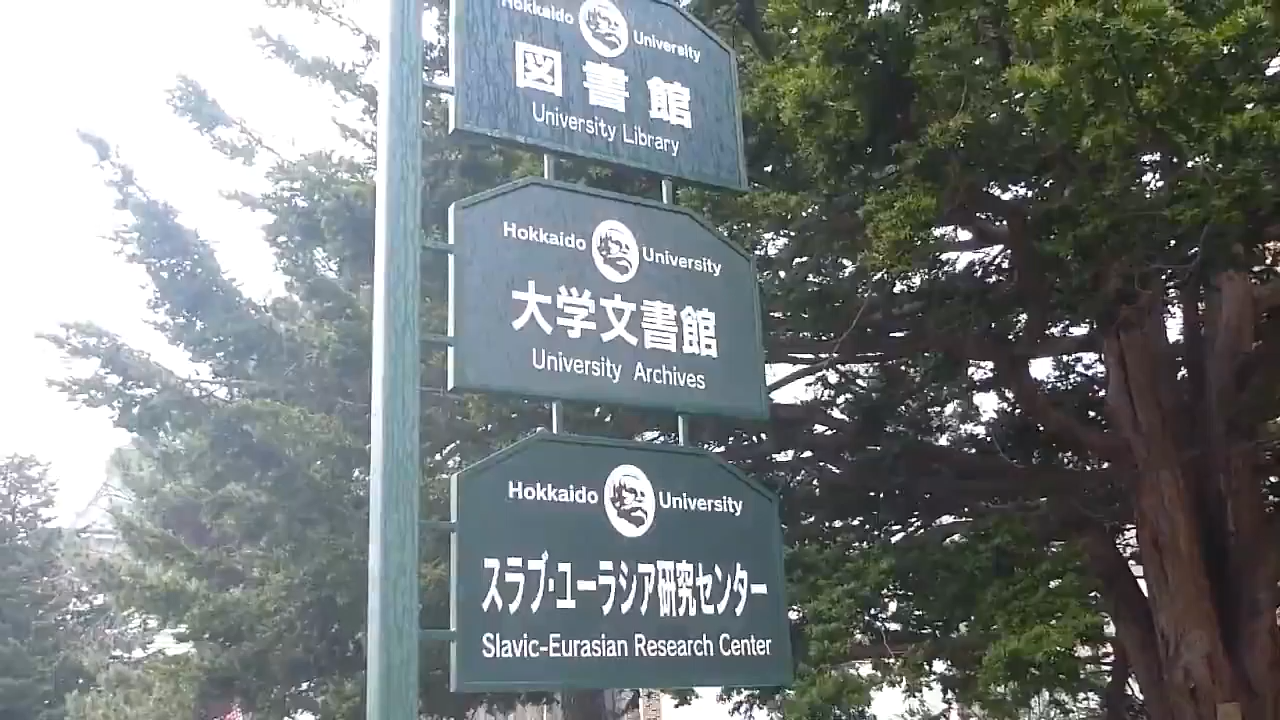 Hokkaido University
図書館
University Library
Hokkaido University
大学文書館
University Archives
Hokkaido University
スラブ・ユーラシア研究センター
Slavic-Eurasian Research Center